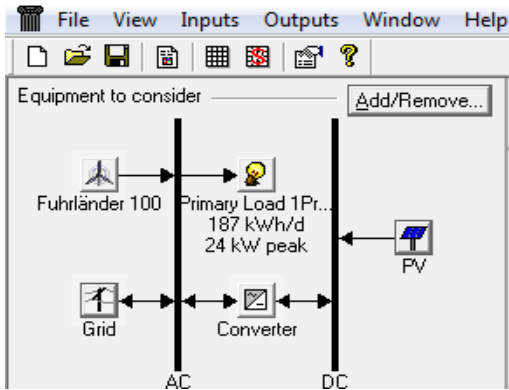 File View Inputs Outputs Window Help
Equipment to consider Add/Remove...
Fuhrländer 100 Primary Load 1Pr...
187 kWh/d
24 kW peak
PV
Grid Converter
AC DC